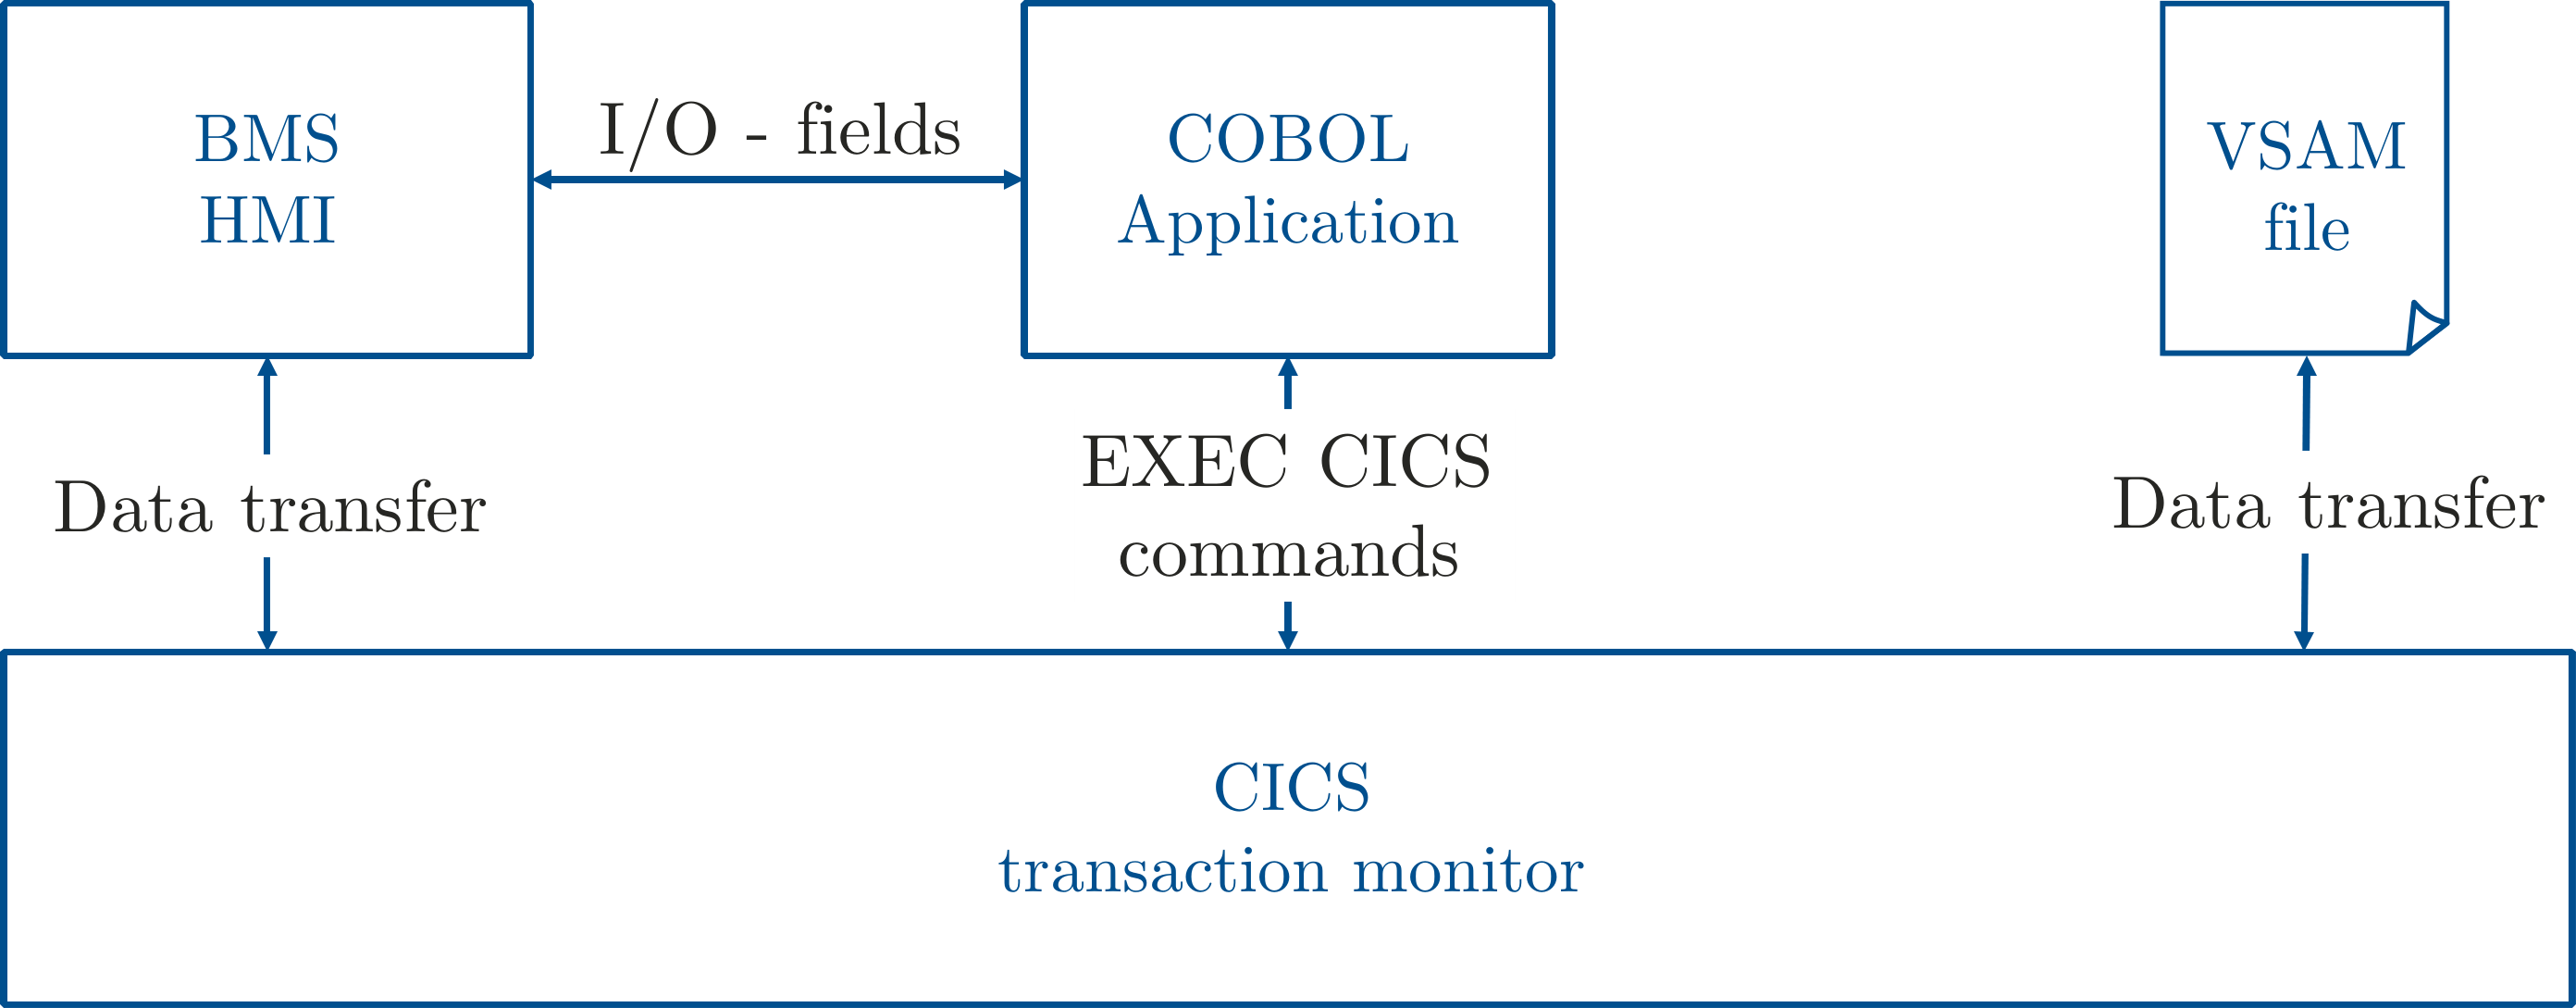 BMS
HMI
I/O - fields
COBOL
Application
VSAM
file
Data transfer
EXEC CICS
commands
Data transfer
CICS
transaction monitor